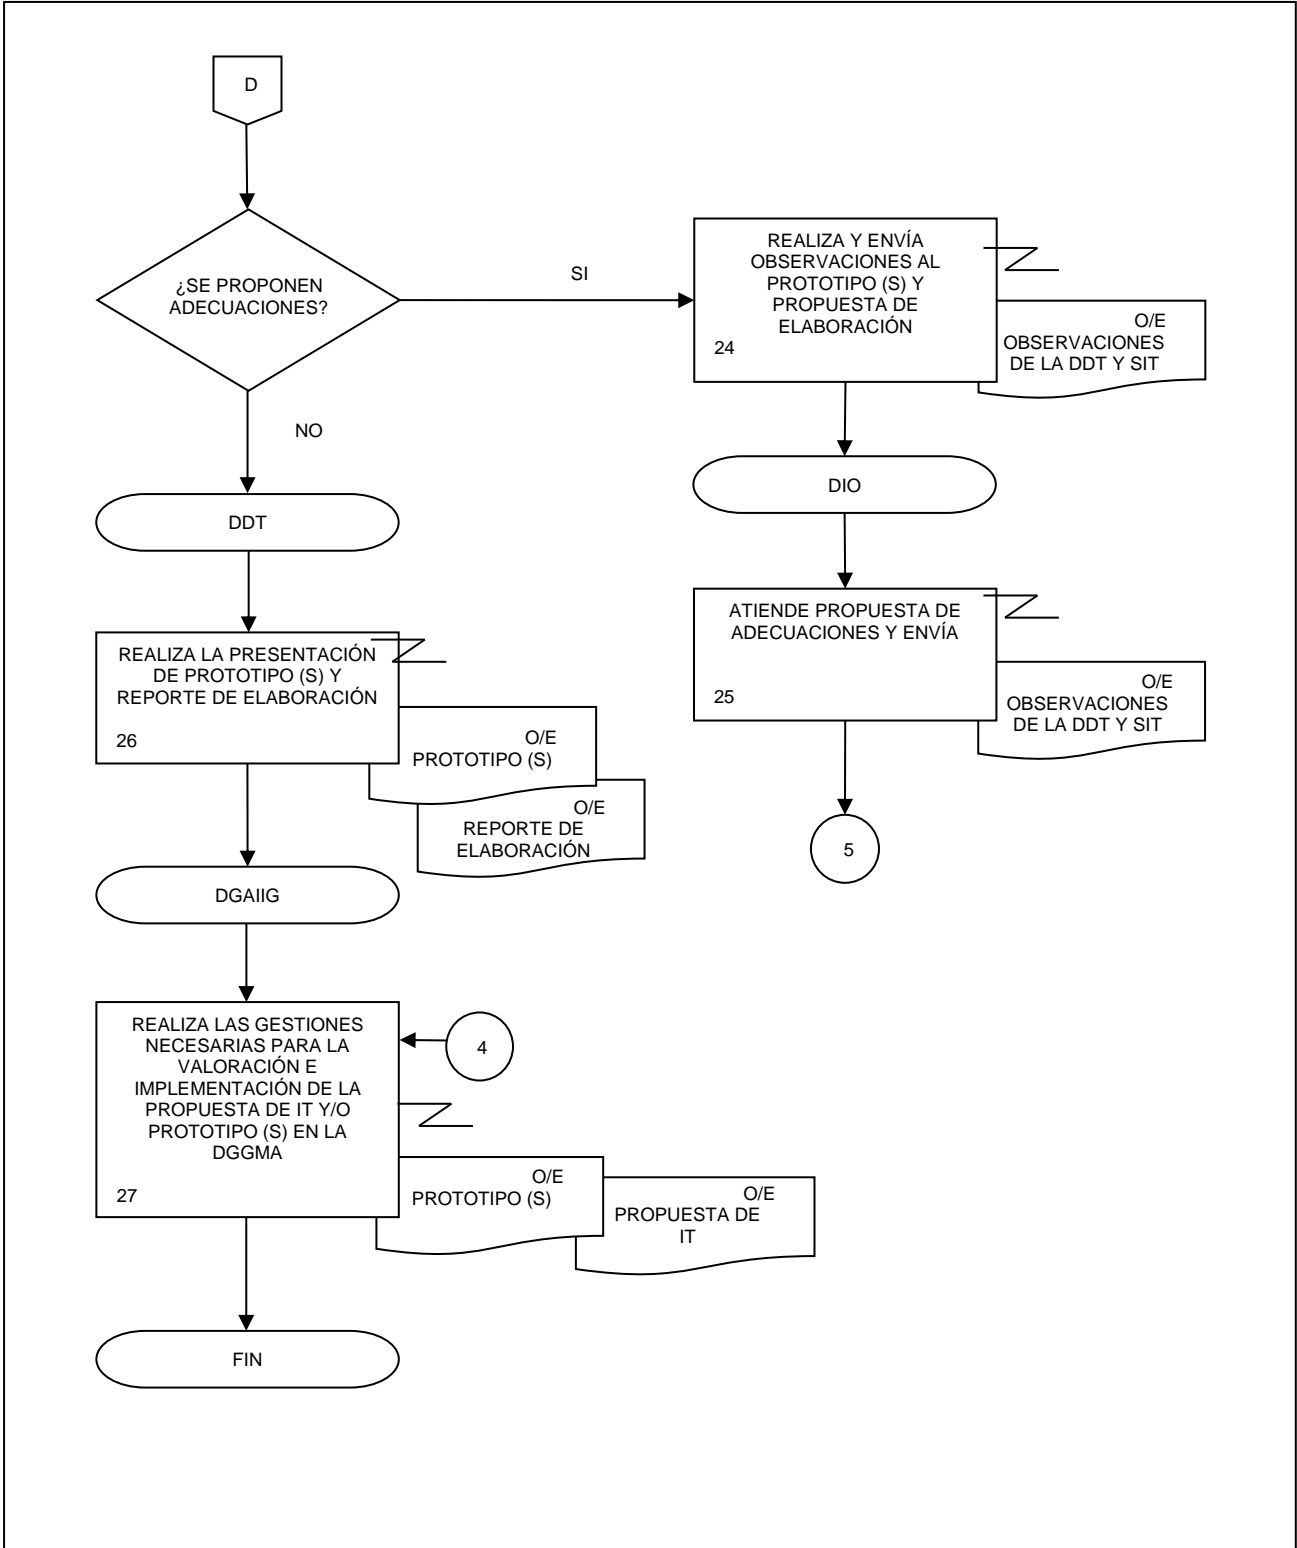 D
¿SE PROPONEN
ADECUACIONES?
SI
NO
REALIZA Y ENVÍA
OBSERVACIONES AL
PROTOTIPO (S) Y
PROPUESTA DE
ELABORACIÓN
24
O/E
OBSERVACIONES
DE LA DDT Y SIT
DIO
ATIENDE PROPUESTA DE
ADECUACIONES Y ENVÍA
25
O/E
OBSERVACIONES
DE LA DDT Y SIT
5
DDT
REALIZA LA PRESENTACIÓN
DE PROTOTIPO (S) Y
REPORTE DE ELABORACIÓN
26
O/E
PROTOTIPO (S)
O/E
REPORTE DE
ELABORACIÓN
DGAIIG
REALIZA LAS GESTIONES
NECESARIAS PARA LA
VALORACIÓN E
IMPLEMENTACIÓN DE LA
PROPUESTA DE IT Y/O
PROTOTIPO (S) EN LA
DGGMA
27
4
O/E
PROTOTIPO (S)
O/E
PROPUESTA DE
IT
FIN